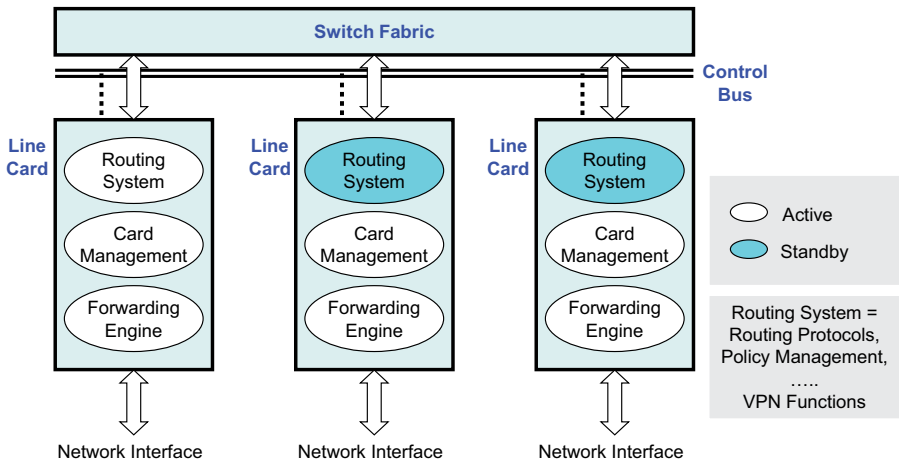 Switch Fabric
Control
Bus
Line
Card
Routing
System
Card
Management
Forwarding
Engine
Network Interface
Line
Card
Routing
System
Card
Management
Forwarding
Engine
Network Interface
Line
Card
Routing
System
Card
Management
Forwarding
Engine
Network Interface
Active
Standby
Routing System =
Routing Protocols,
Policy Management,
.....
VPN Functions